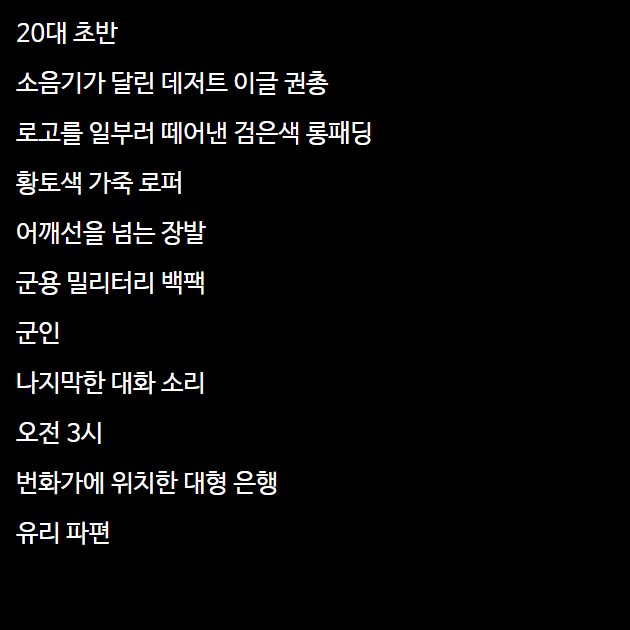 20대 초반
소음기가 달린 데저트 이글 권총
로고를 일부러 떼어낸 검은색 롱패딩
황토색 가죽 로퍼
어깨선을 넘는 장발
군용 밀리터리 백팩
군인
나지막한 대화 소리
오전 3시
번화가에 위치한 대형 은행
유리 파편